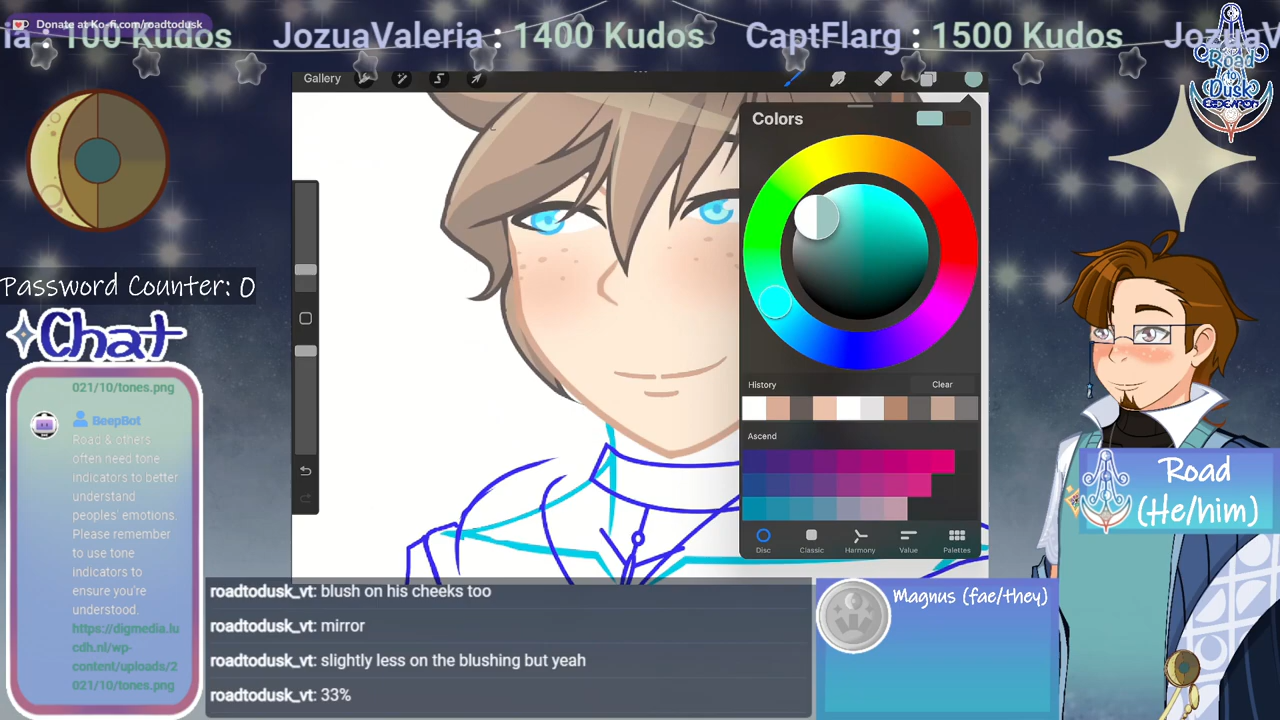 Donate at Ko-fi.com/roadtodusk
ia : 100 Kudos JozuaValeria : 1400 Kudos CaptFlarg : 1500 Kudos JozuaV
Road
to
Dusk
Gallery
Colors
Password Counter: 0
Chat
021/10/tones.png
BeepBot
Road & others
often need tone
indicators to better
understand
peoples' emotions.
Please remember
to use tone
indicators to
ensure you're
understood.
https://digmedia.lu
cdh.nl/wp-
content/uploads/2
021/10/tones.png
History
Clear
Ascend
Disc
Classic
Harmony
Value
Palettes
Road
(He/him)
roadtodusk_vt: blush on his cheeks too
roadtodusk_vt: mirror
roadtodusk_vt: slightly less on the blushing but yeah
roadtodusk_vt: 33%
Magnus (fae/they)